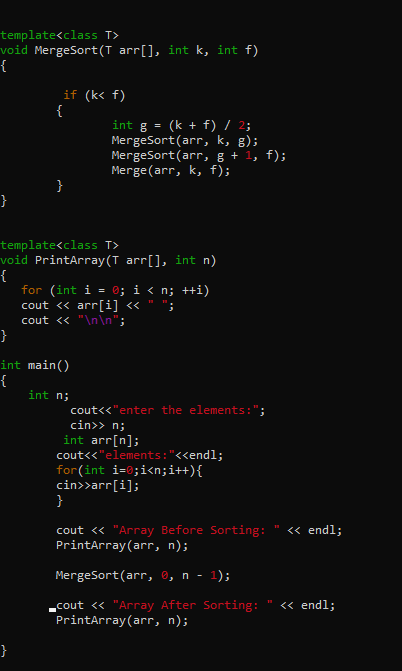 template<class T>
void MergeSort(T arr[], int k, int f)
{
if (k< f)
{
int g = (k + f) / 2;
MergeSort(arr, k, g);
MergeSort(arr, g + 1, f);
Merge(arr, k, f);
}
}
template<class T>
void PrintArray(T arr[], int n)
{
for (int i = 0; i < n; ++i)
cout << arr[i] << " ";
cout << "\n\n";
}
int main()
{
int n;
cout<<"enter the elements:";
cin>> n;
int arr[n];
cout<<"elements:"<<endl;
for(int i=0;i<n;i++){
cin>>arr[i];
}
cout << "Array Before Sorting: " << endl;
PrintArray(arr, n);
MergeSort(arr, 0, n - 1);
cout << "Array After Sorting: " << endl;
PrintArray(arr, n);
}